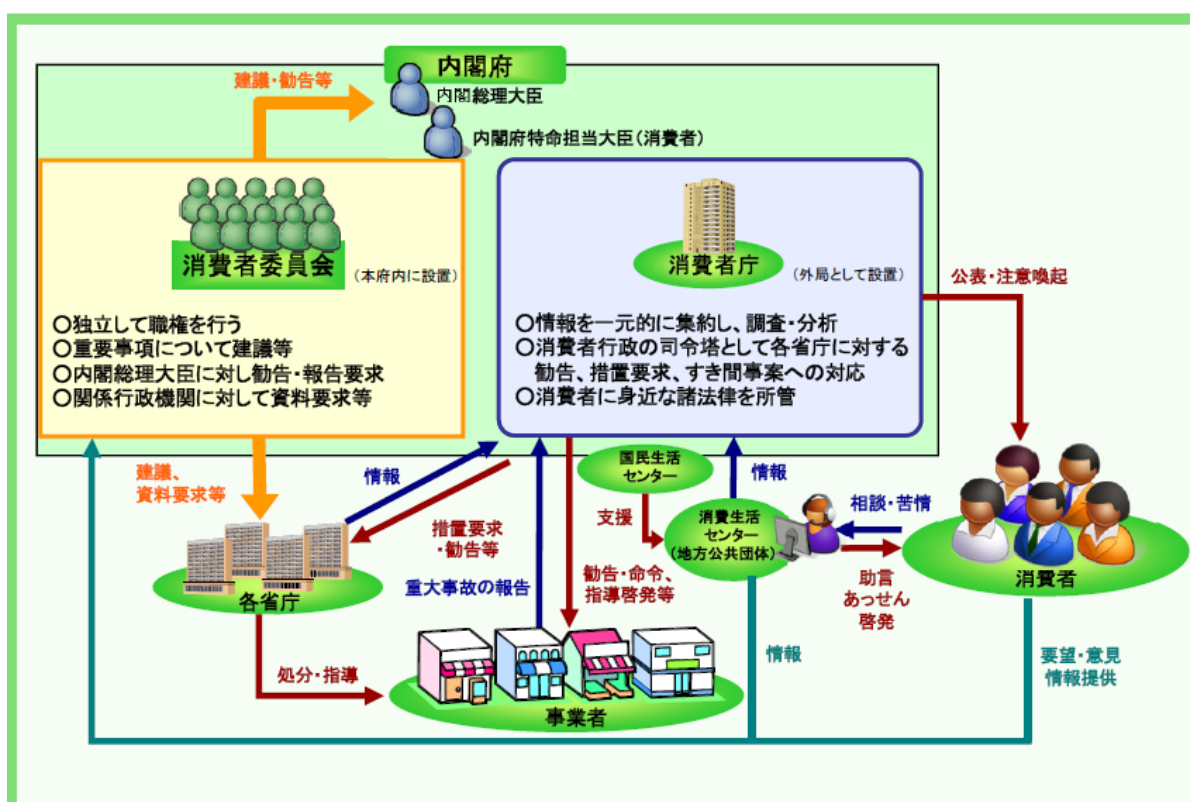 内閣府
建議・勧告等
内閣総理大臣
内閣府特命担当大臣(消費者)
消費者委員会
(本府内に設置)
○独立して職権を行う
○重要事項について建議等
○内閣総理大臣に対し勧告・報告要求
○関係行政機関に対して資料要求等
消費者庁
(外局として設置)
○情報を一元的に集約し、調査・分析
○消費者行政の司令塔として各省庁に対する
勧告、措置要求、すき間事案への対応
○消費者に身近な諸法律を所管
公表・注意喚起
建議、
資料要求等
情報
措置要求
・勧告等
重大事故の報告
勧告・命令、
指導啓発等
国民生活
センター
支援
情報
消費生活
センター
(地方公共団体)
相談・苦情
助言
あっせん
啓発
消費者
各省庁
処分・指導
事業者
情報
要望・意見
情報提供